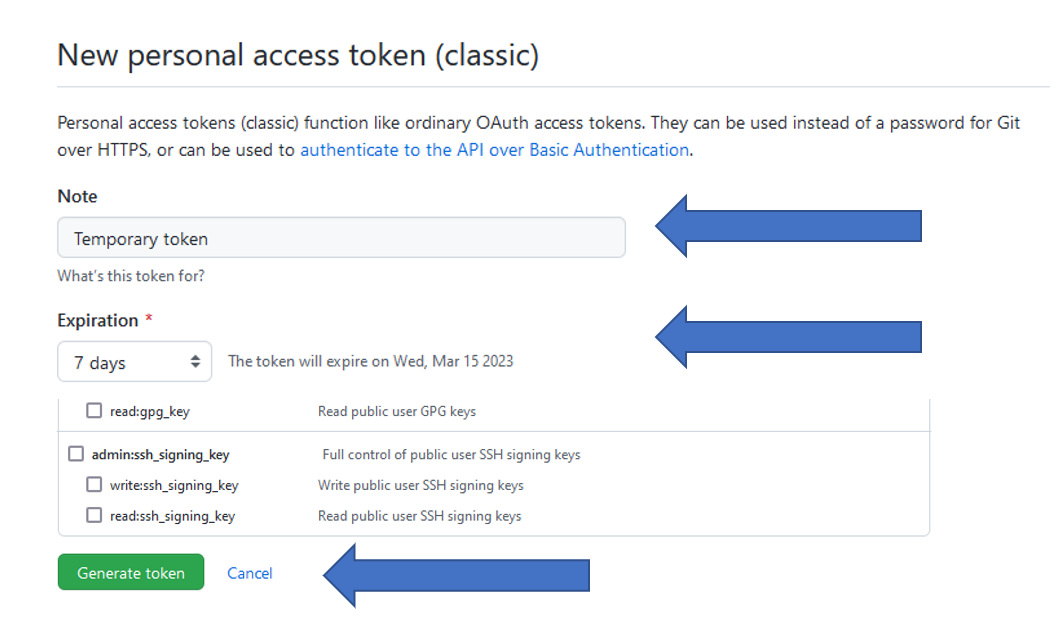 New personal access token (classic)
Personal access tokens (classic) function like ordinary OAuth access tokens. They can be used instead of a password for Git
over HTTPS, or can be used to authenticate to the API over Basic Authentication.
Note
Temporary token
What's this token for?
Expiration *
7 days The token will expire on Wed, Mar 15 2023
read:gpg_key Read public user GPG keys
admin:ssh_signing_key Full control of public user SSH signing keys
write:ssh_signing_key Write public user SSH signing keys
read:ssh_signing_key Read public user SSH signing keys
Generate token Cancel